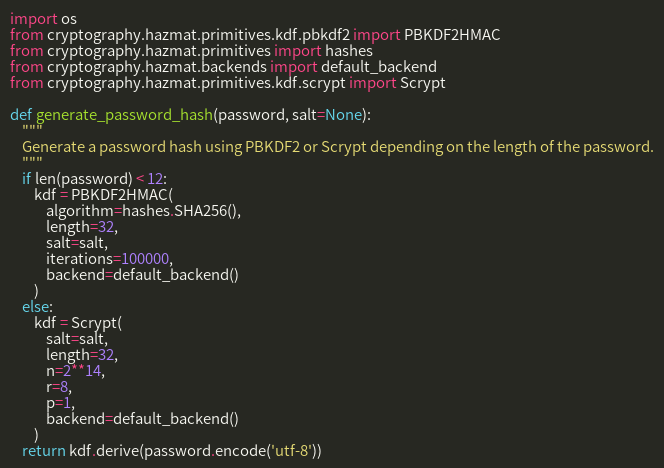 import os
from cryptography.hazmat.primitives.kdf.pbkdf2 import PBKDF2HMAC
from cryptography.hazmat.primitives import hashes
from cryptography.hazmat.backends import default_backend
from cryptography.hazmat.primitives.kdf.scrypt import Scrypt

def generate_password_hash(password, salt=None):
    """
    Generate a password hash using PBKDF2 or Scrypt depending on the length of the password.
    """
    if len(password) < 12:
        kdf = PBKDF2HMAC(
            algorithm=hashes.SHA256(),
            length=32,
            salt=salt,
            iterations=100000,
            backend=default_backend()
        )
    else:
        kdf = Scrypt(
            salt=salt,
            length=32,
            n=2**14,
            r=8,
            p=1,
            backend=default_backend()
        )
    return kdf.derive(password.encode('utf-8'))